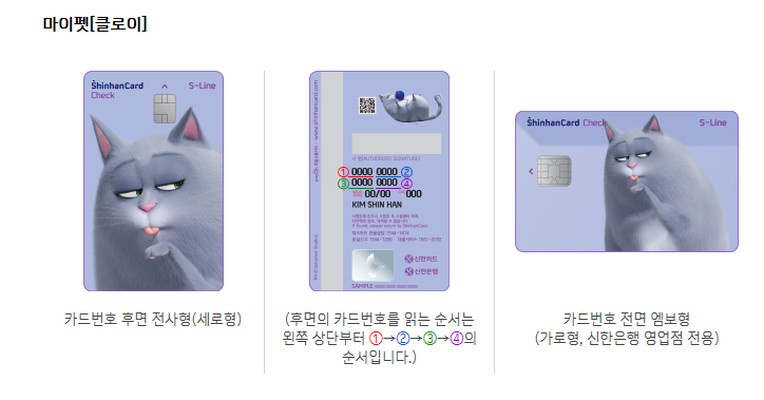 마이펫[클로이]
ShinhanCard
Check
S-Line
www.shinhancard.com
(AUTHORIZED SIGNATURE)
① 0000 0000 ②
③ 0000 0000 ④
00/00 000
KIM SHIN HAN
신한카드
신한은행
SAMPLE
ShinhanCard Check
S-Line
카드번호 후면 전사형(세로형)
(후면의 카드번호를 읽는 순서는
왼쪽 상단부터 ①→②→③→④의
순서입니다.)
카드번호 전면 엠보형
(가로형, 신한은행 영업점 전용)